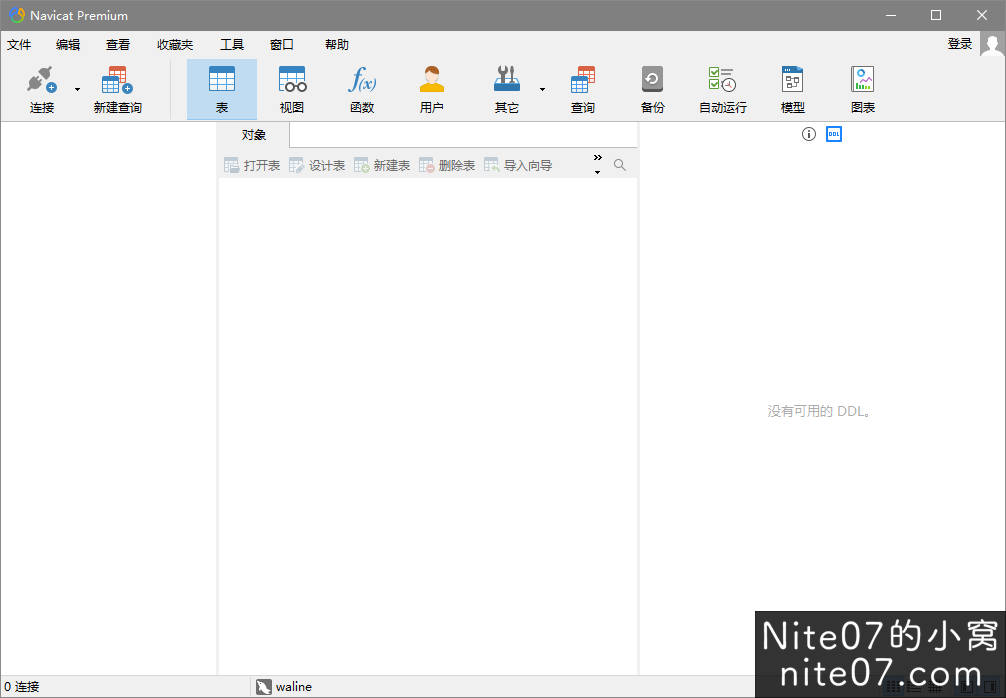 Navicat Premium
文件 编辑 查看 收藏夹 工具 窗口 帮助 登录
连接 新建查询 表 视图 函数 用户 其它 查询 备份 自动运行 模型 图表
对象
打开表 设计表 新建表 删除表 导入向导
DDL
没有可用的 DDL。
Nite07的小窝
nite07.com
0 连接 waline